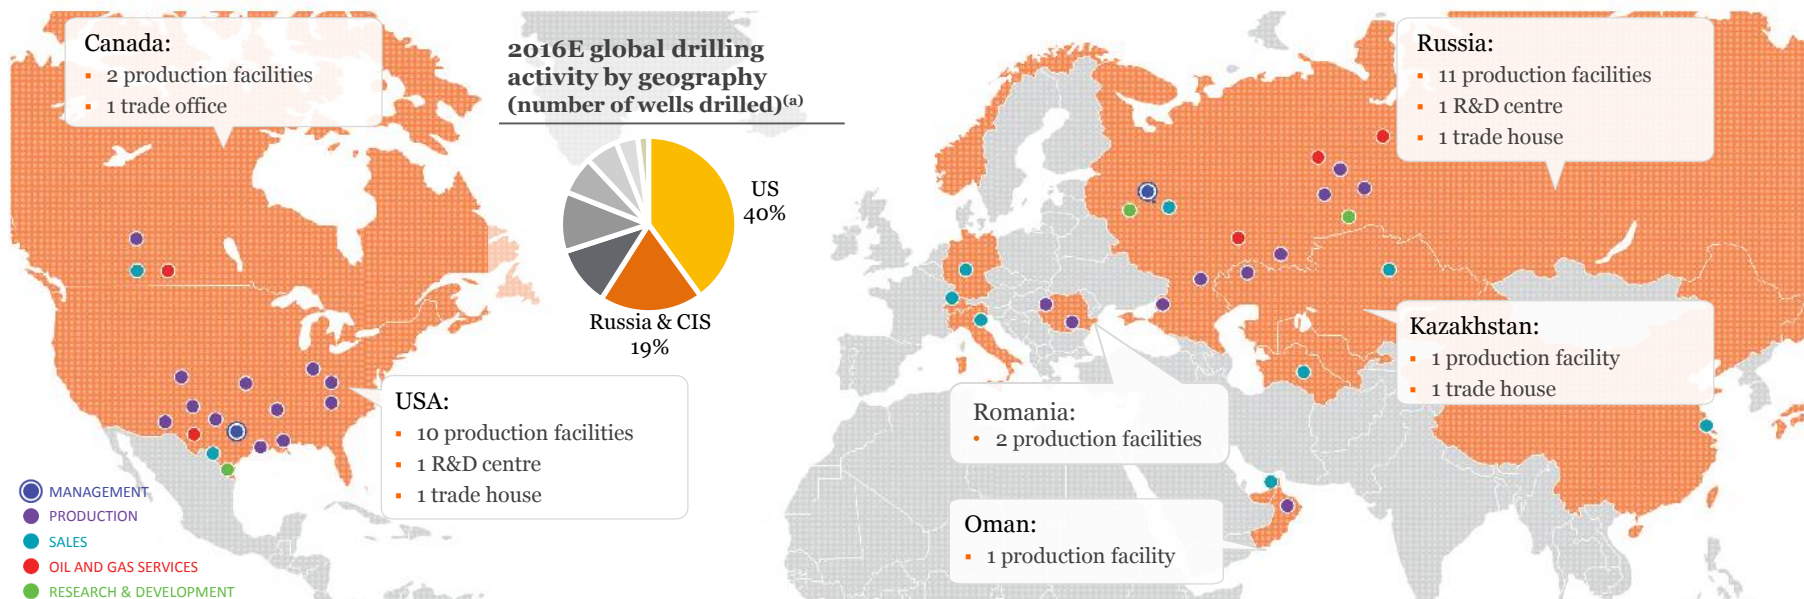 Canada:
▪ 2 production facilities
▪ 1 trade office
2016E global drilling
activity by geography
(number of wells drilled)(a)
US
40%
Russia & CIS
19%
Russia:
▪ 11 production facilities
▪ 1 R&D centre
▪ 1 trade house
Kazakhstan:
▪ 1 production facility
▪ 1 trade house
USA:
▪ 10 production facilities
▪ 1 R&D centre
▪ 1 trade house
Romania:
• 2 production facilities
Oman:
▪ 1 production facility
MANAGEMENT
PRODUCTION
SALES
OIL AND GAS SERVICES
RESEARCH & DEVELOPMENT